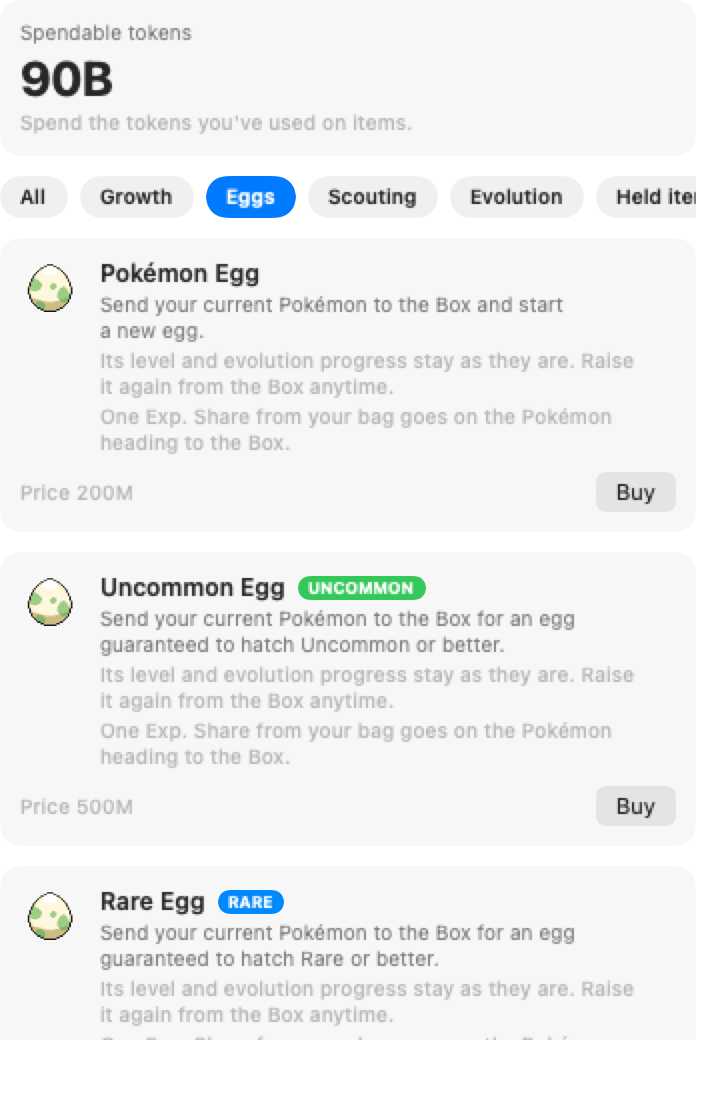 Spendable tokens
90B
Spend the tokens you've used on items.
All
Growth
Eggs
Scouting
Evolution
Held
Pokémon Egg
Send your current Pokémon to the Box and start
a new egg.
Its level and evolution progress stay as they are. Raise
it again from the Box anytime.
One Exp. Share from your bag goes on the Pokémon
heading to the Box.
Price 200M
Buy
Uncommon Egg
UNCOMMON
Send your current Pokémon to the Box for an egg
guaranteed to hatch Uncommon or better.
Its level and evolution progress stay as they are. Raise
it again from the Box anytime.
One Exp. Share from your bag goes on the Pokémon
heading to the Box.
Price 500M
Buy
Rare Egg
RARE
Send your current Pokémon to the Box for an egg
guaranteed to hatch Rare or better.
Its level and evolution progress stay as they are. Raise
it again from the Box anytime.